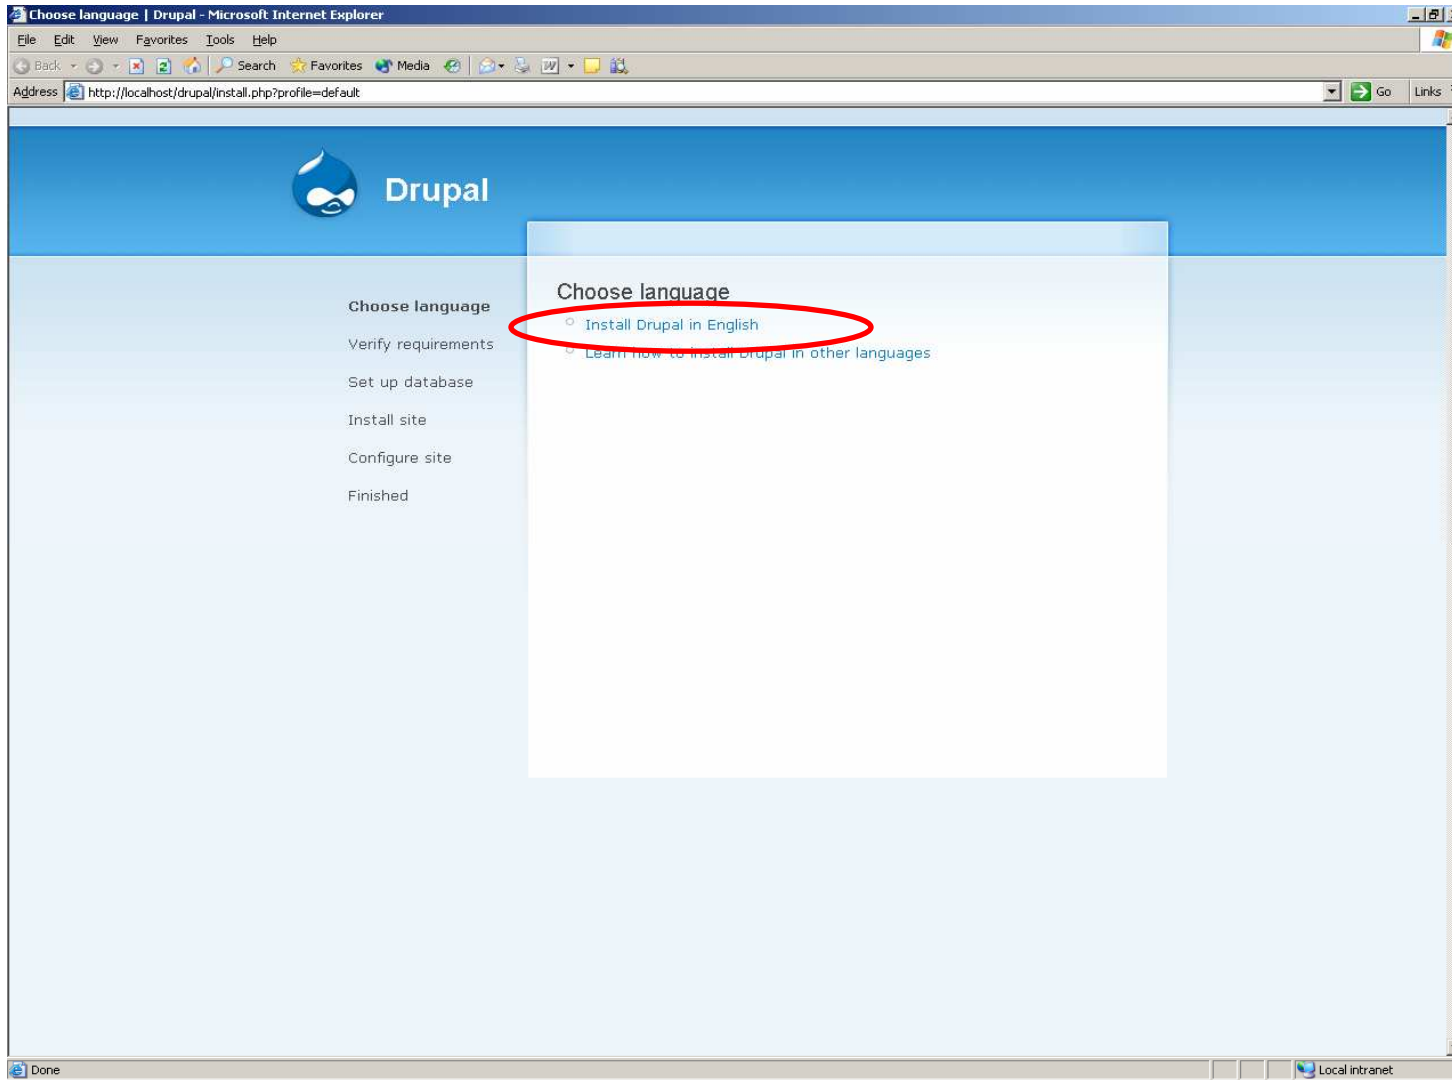 Choose language | Drupal - Microsoft Internet Explorer
File Edit View Favorites Tools Help
Back Search Favorites Media
Address http://localhost/drupal/install.php?profile=default Go Links
Drupal
Choose language
Install Drupal in English
Learn how to install Drupal in other languages
Choose language
Verify requirements
Set up database
Install site
Configure site
Finished
Done Local intranet